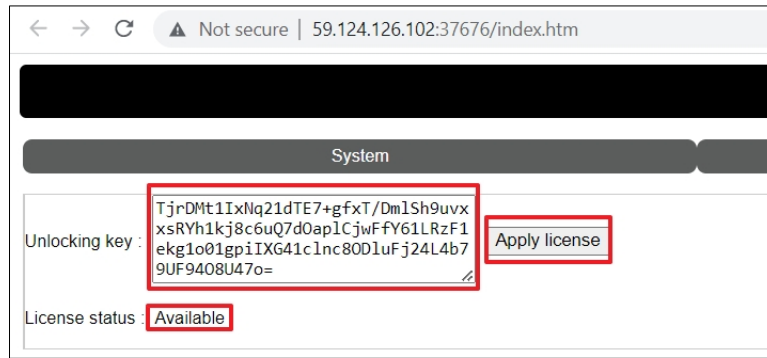 Not secure | 59.124.126.102:37676/index.htm
System
Unlocking key :
TjrDMt1IxNq21dTE7+gfxT/DmlSh9uvx
xsRYh1kj8c6uQ7dOaplCjwFfY61LRzF1
ekg1o01gpiIXG41clnc8ODluFj24L4b7
9UF94O8U47o=
Apply license
License status : Available